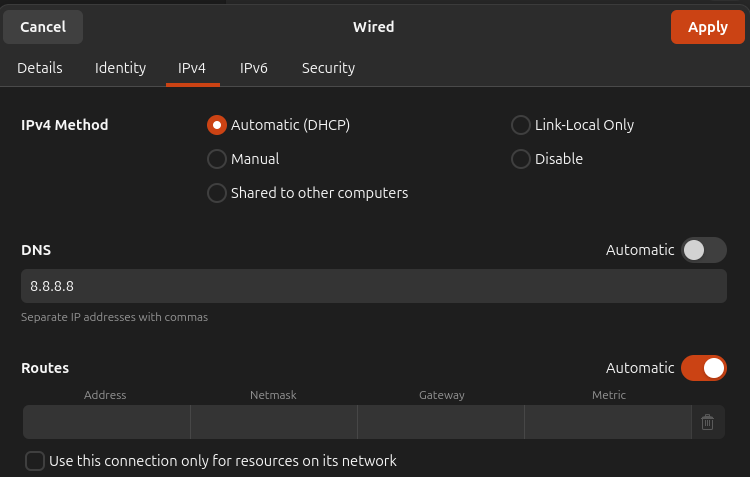 Cancel Wired Apply
Details Identity IPv4 IPv6 Security
IPv4 Method Automatic (DHCP) Link-Local Only
Manual Disable
Shared to other computers
DNS Automatic
8.8.8.8
Separate IP addresses with commas
Routes Automatic
Address Netmask Gateway Metric
Use this connection only for resources on its network